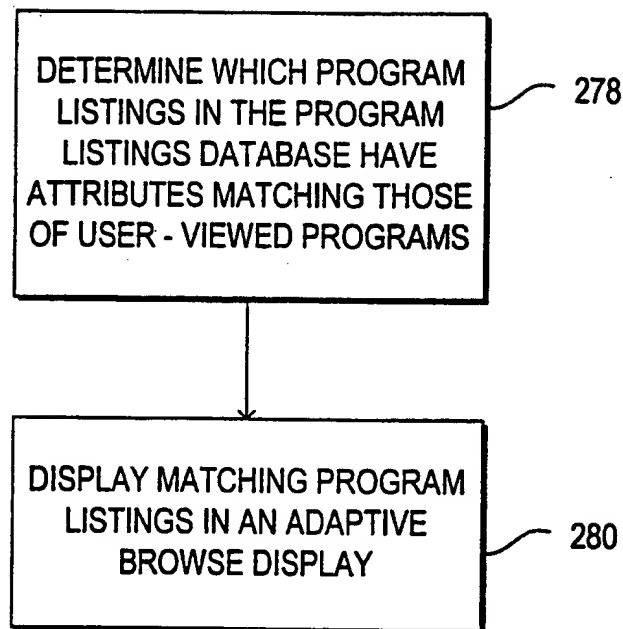 DETERMINE WHICH PROGRAM
LISTINGS IN THE PROGRAM
LISTINGS DATABASE HAVE
ATTRIBUTES MATCHING THOSE
OF USER - VIEWED PROGRAMS
278
DISPLAY MATCHING PROGRAM
LISTINGS IN AN ADAPTIVE
BROWSE DISPLAY
280